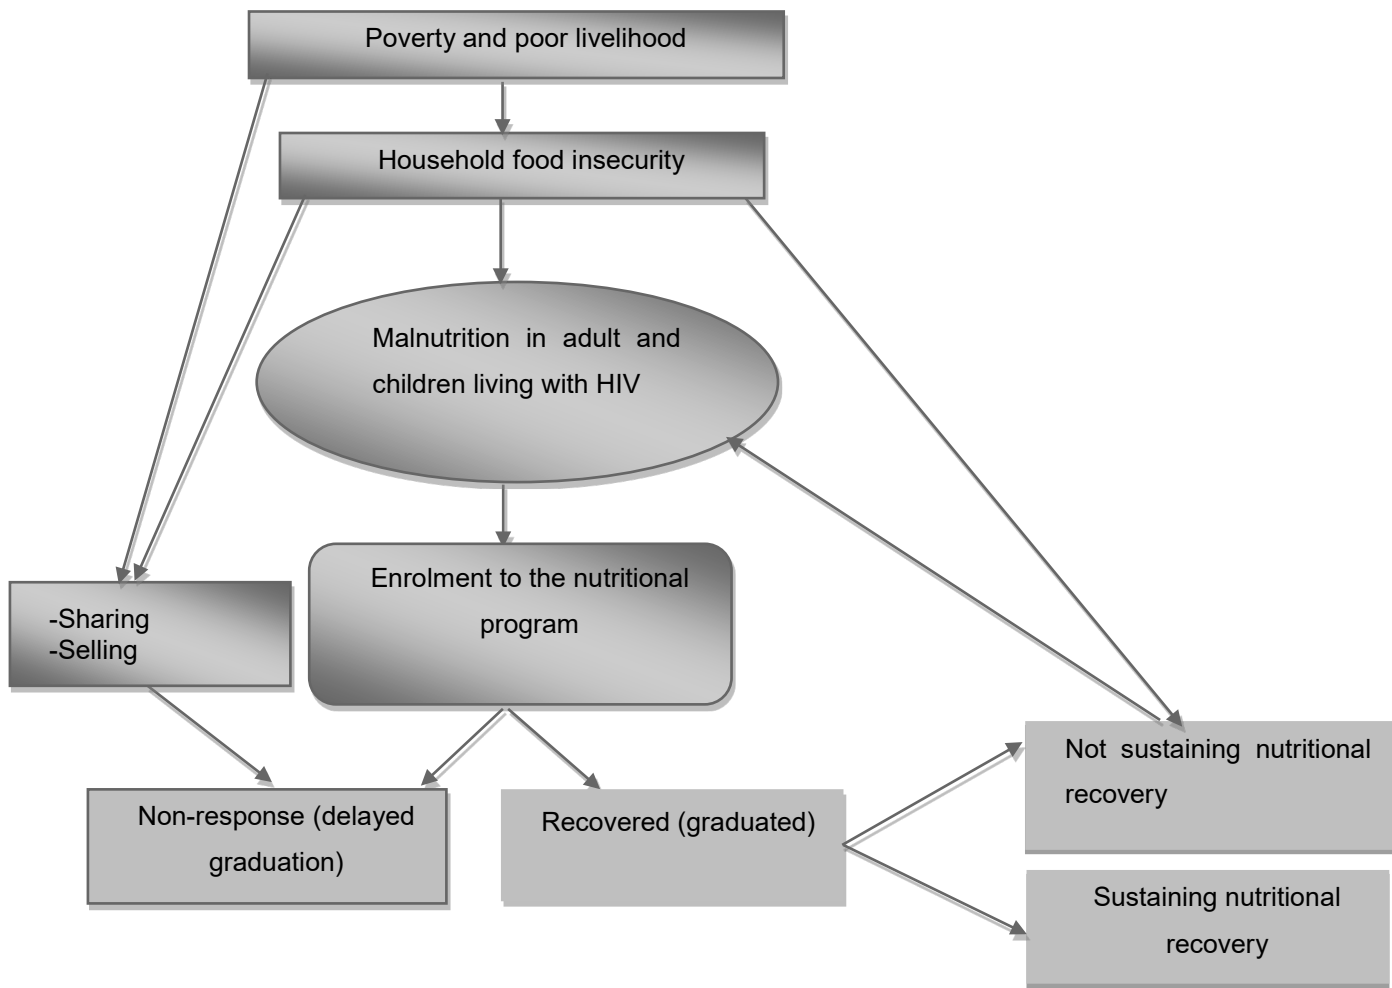 Poverty and poor livelihood
Household food insecurity
Malnutrition in adult and
children living with HIV
Enrolment to the nutritional
program
-Sharing
-Selling
Non-response (delayed
graduation)
Recovered (graduated)
Not sustaining nutritional
recovery
Sustaining nutritional
recovery